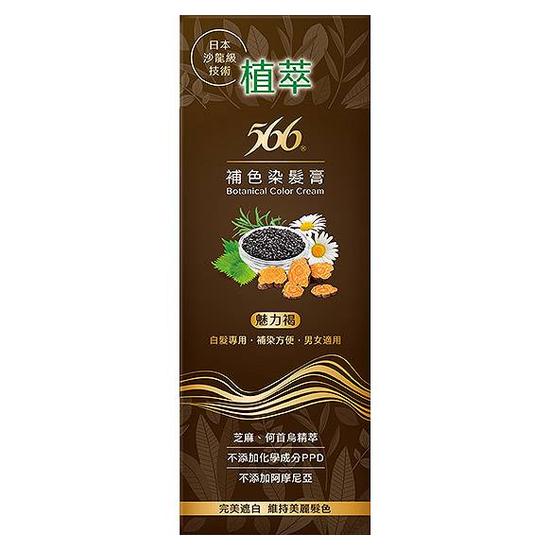 日本
沙龍級
技術
植萃
566®
補色染髮膏
Botanical Color Cream
魅力褐
白髮專用・補染方便・男女適用
芝麻、何首烏精萃
不添加化學成分PPD
不添加阿摩尼亞
完美遮白 維持美麗髮色